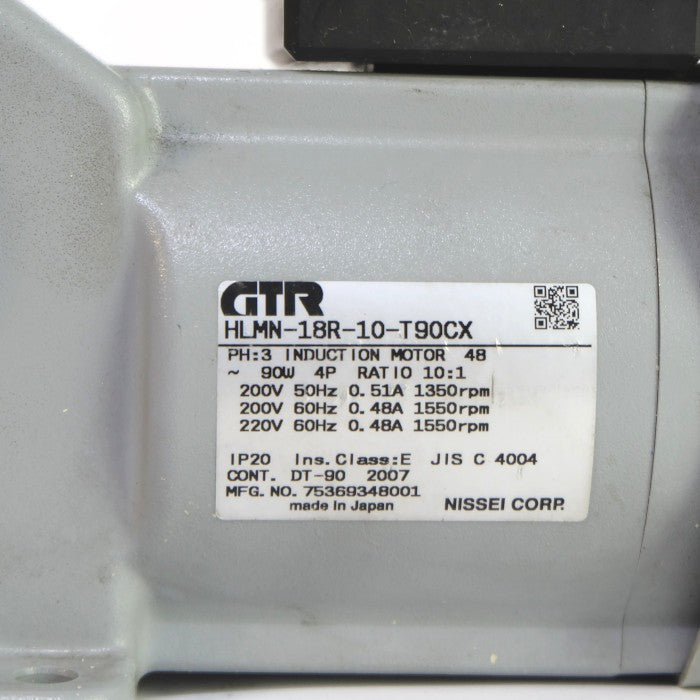 GTR
HLMN-18R-10-T90CX
PH:3 INDUCTION MOTOR 48
~ 90W 4P RATIO 10:1
200V 50Hz 0.51A 1350rpm
200V 60Hz 0.48A 1550rpm
220V 60Hz 0.48A 1550rpm
IP20 Ins.Class:E JIS C 4004
CONT. DT-90 2007
MFG. NO. 75369348001
made in Japan NISSEI CORP.